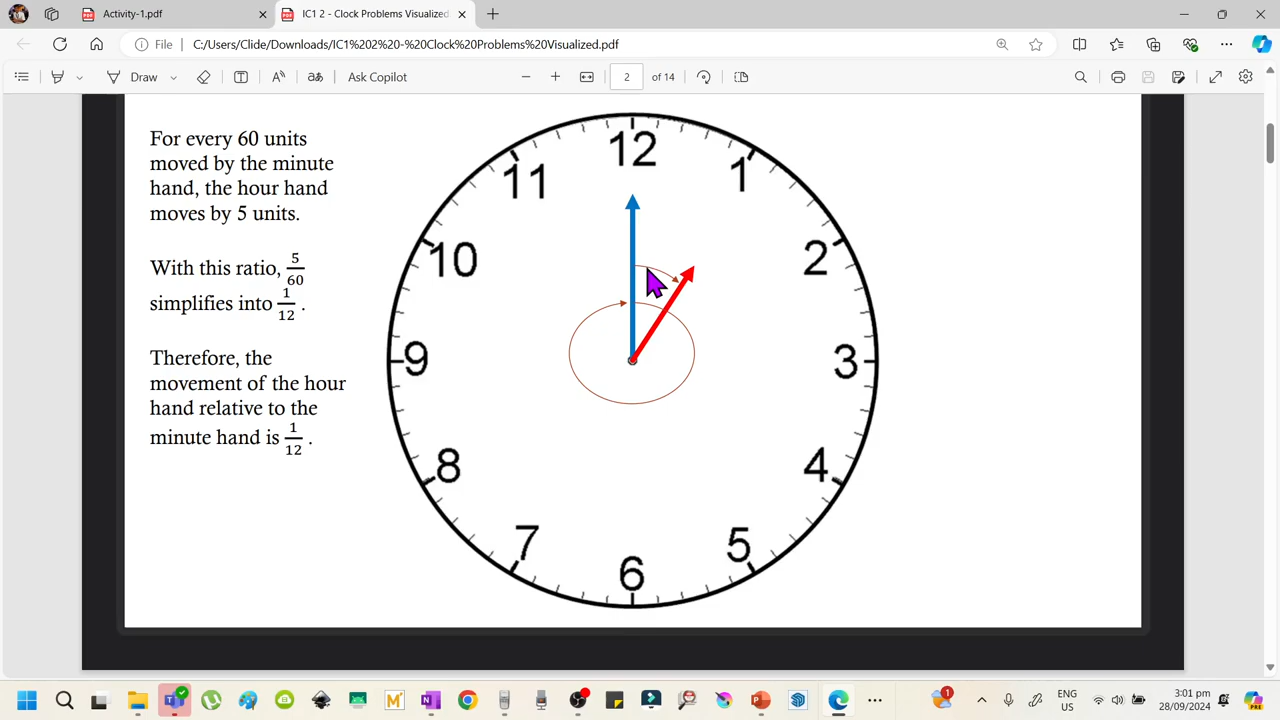 Activity-1.pdf
IC1 2 - Clock Problems Visualized.
File
C:/Users/Clide/Downloads/IC1%202%20-%20Clock%20Problems%20Visualized.pdf
Draw
Ask Copilot
2 of 14
For every 60 units
moved by the minute
hand, the hour hand
moves by 5 units.
With this ratio, 5/60
simplifies into 1/12 .
Therefore, the
movement of the hour
hand relative to the
minute hand is 1/12 .
12
1
2
3
4
5
6
7
8
9
10
11
ENG
US
3:01 pm
28/09/2024